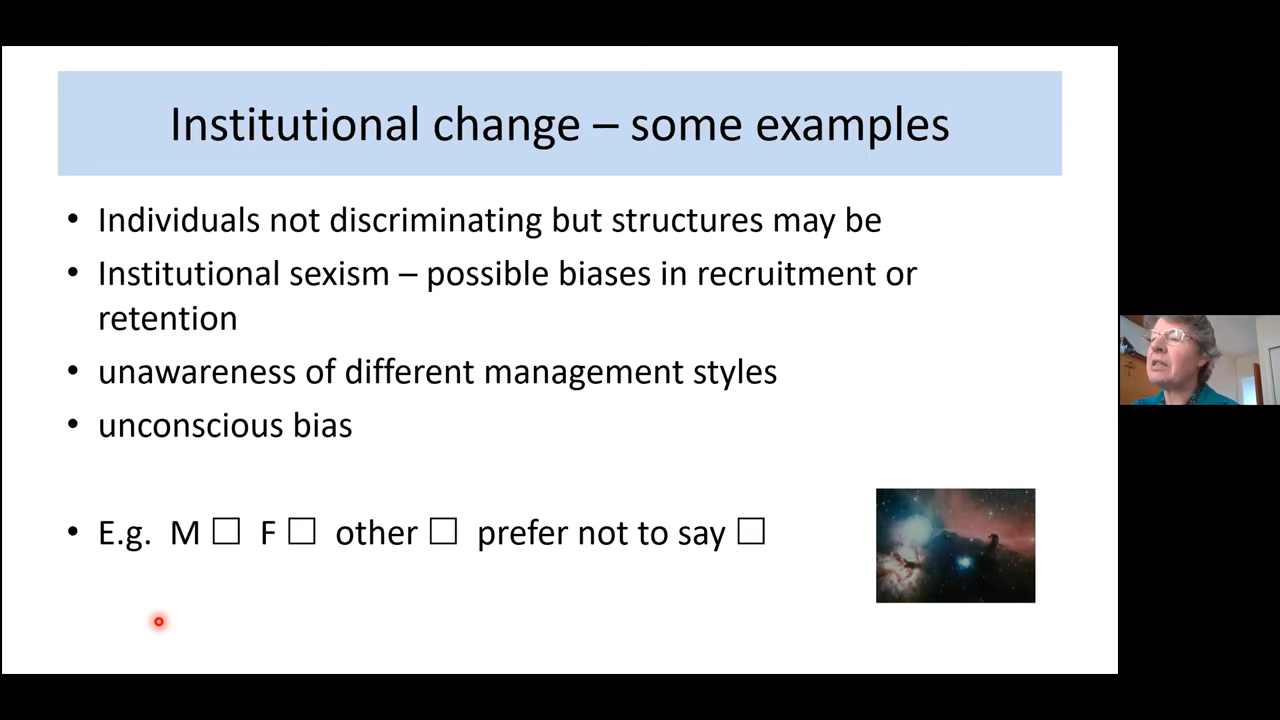 Institutional change – some examples
• Individuals not discriminating but structures may be
• Institutional sexism – possible biases in recruitment or
retention
• unawareness of different management styles
• unconscious bias
• E.g. M ☐ F ☐ other ☐ prefer not to say ☐